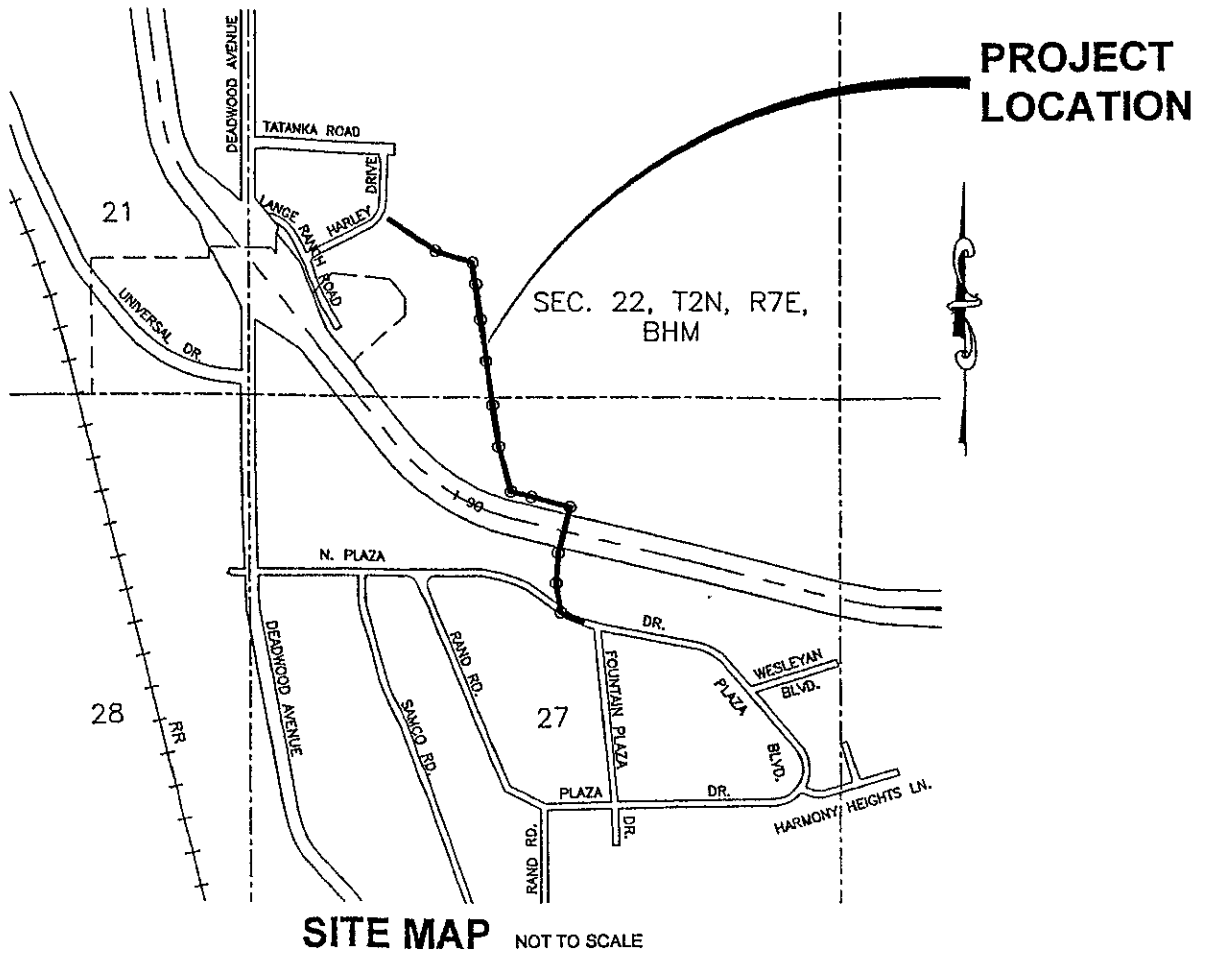 PROJECT
LOCATION
DEADWOOD AVENUE
TATANKA ROAD
DRIVE
HARLEY
LANGE RANCH ROAD
21
UNIVERSAL DR.
SEC. 22, T2N, R7E,
BHM
I-90
N. PLAZA
DR.
DEADWOOD AVENUE
RAND RD.
SAMCO RD.
FOUNTAIN PLAZA
DR.
WESLEYAN
BLVD.
PLAZA
BLVD.
28
RR
27
PLAZA
DR.
RAND RD.
HARMONY HEIGHTS LN.
SITE MAP NOT TO SCALE